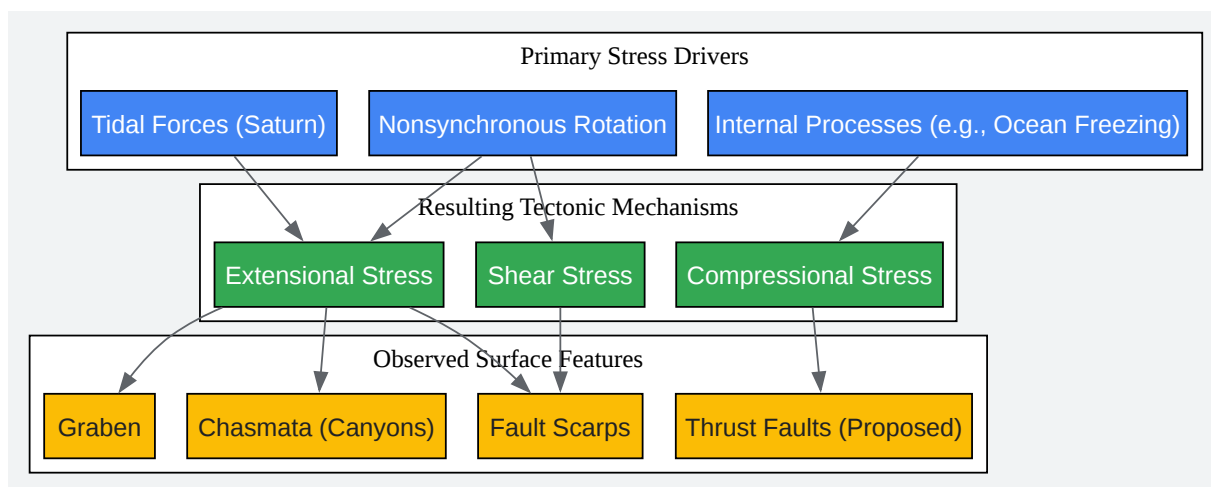 Primary Stress Drivers
Tidal Forces (Saturn)
Nonsynchronous Rotation
Internal Processes (e.g., Ocean Freezing)
Resulting Tectonic Mechanisms
Extensional Stress
Shear Stress
Compressional Stress
Observed Surface Features
Graben
Chasmata (Canyons)
Fault Scarps
Thrust Faults (Proposed)